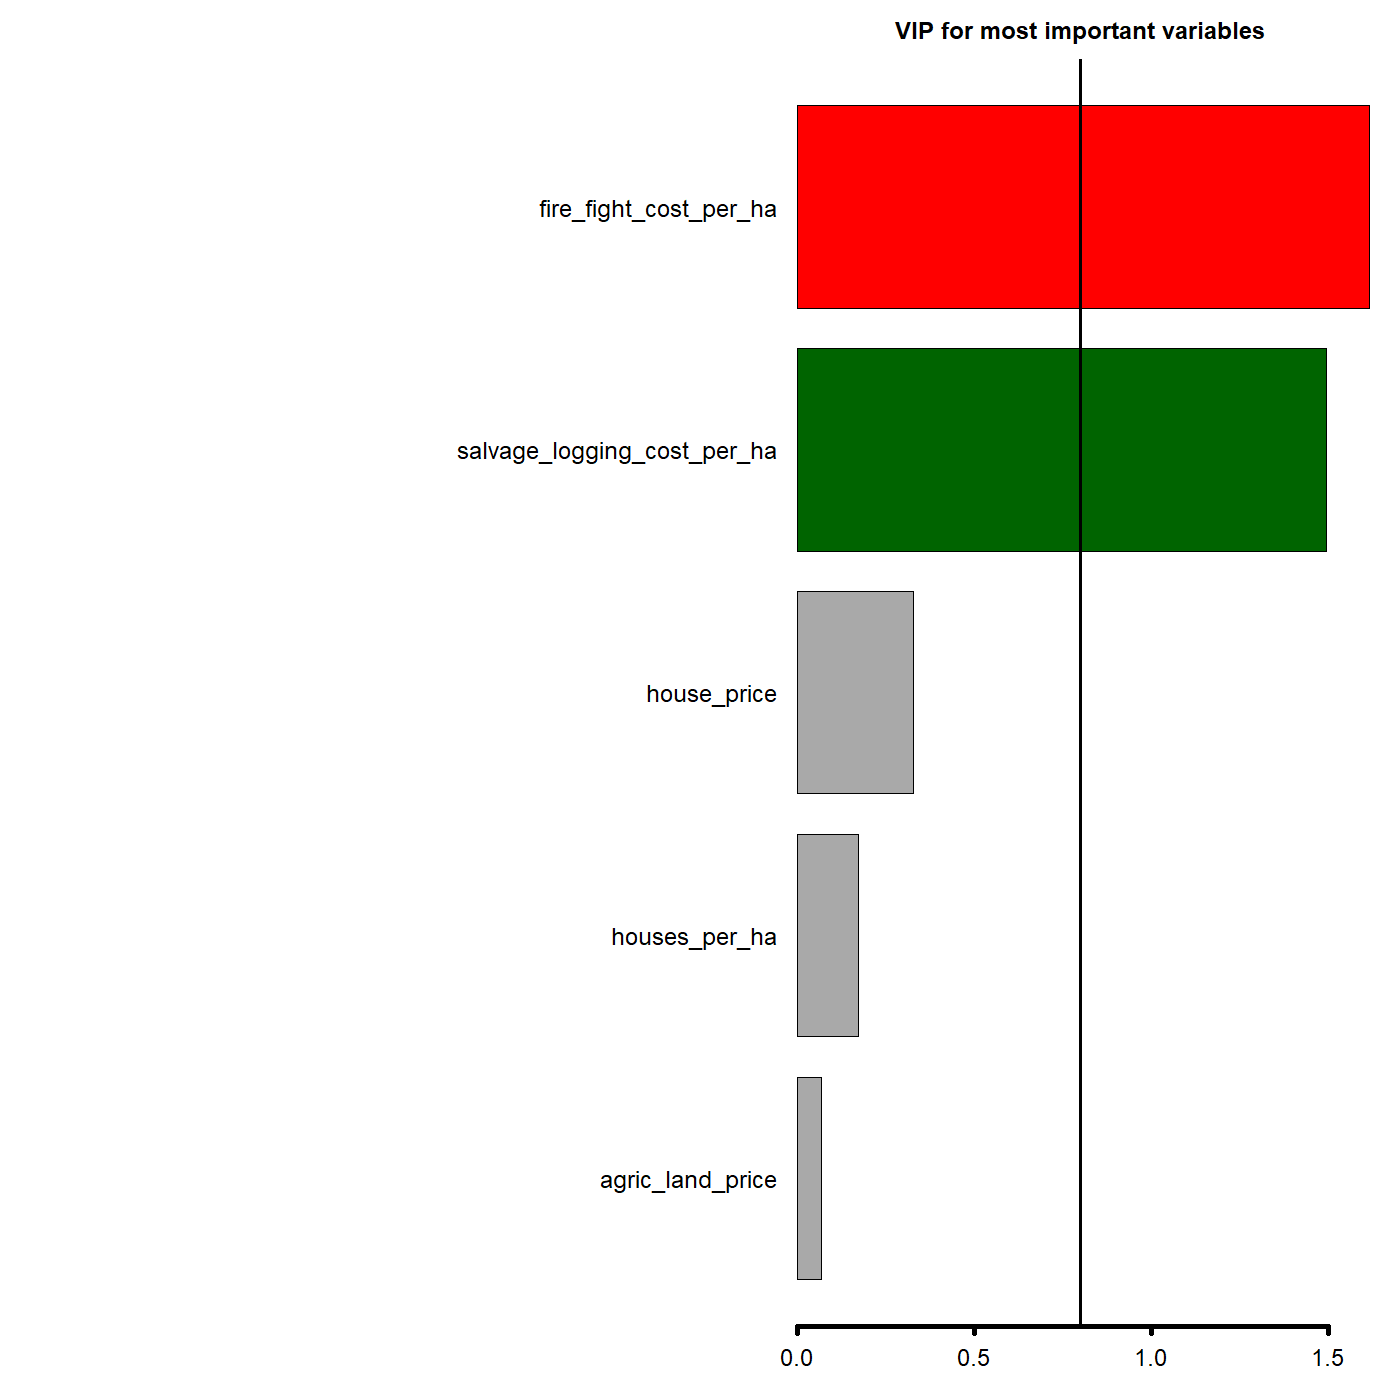 VIP for most important variables
fire_fight_cost_per_ha
salvage_logging_cost_per_ha
house_price
houses_per_ha
agric_land_price
0.0 0.5 1.0 1.5